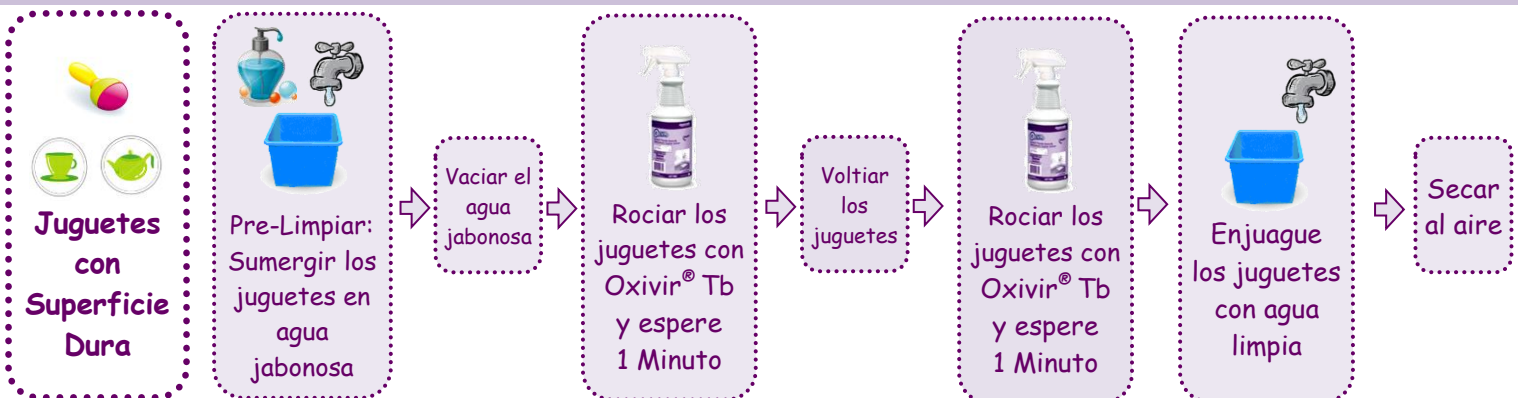 Juguetes
con
Superficie
Dura
Pre-Limpiar:
Sumergir los
juguetes en
agua
jabonosa
Vaciar el
agua
jabonosa
Rociar los
juguetes con
Oxivir® Tb
y espere
1 Minuto
Voltiar
los
juguetes
Rociar los
juguetes con
Oxivir® Tb
y espere
1 Minuto
Enjuague
los juguetes
con agua
limpia
Secar
al aire